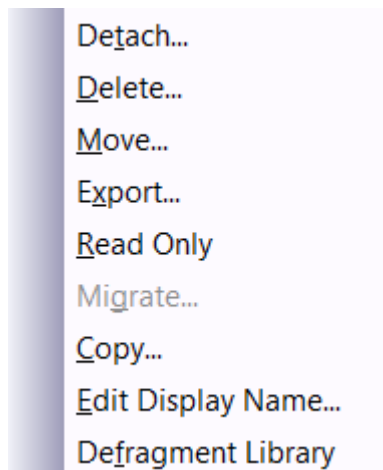 Detach...
Delete...
Move...
Export...
Read Only
Migrate...
Copy...
Edit Display Name...
Defragment Library